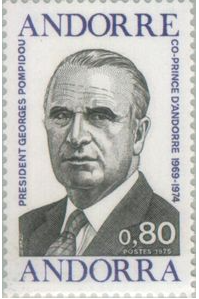 ANDORRE
PRESIDENT GEORGES POMPIDOU
CO-PRINCE D'ANDORRE 1969-1974
0,80
POSTES 1975
ANDORRA